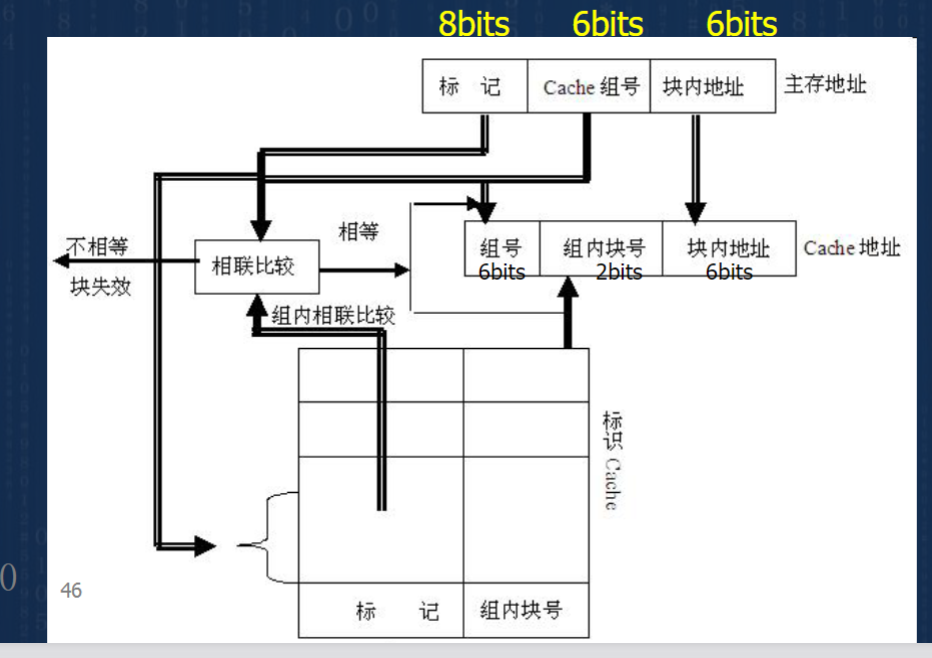 8bits 6bits 6bits
标 记 Cache 组号 块内地址 主存地址
不相等
块失效
相联比较
相等
组号 组内块号 块内地址 Cache 地址
6bits 2bits 6bits
组内相联比较
标识 Cache
标 记 组内块号
46